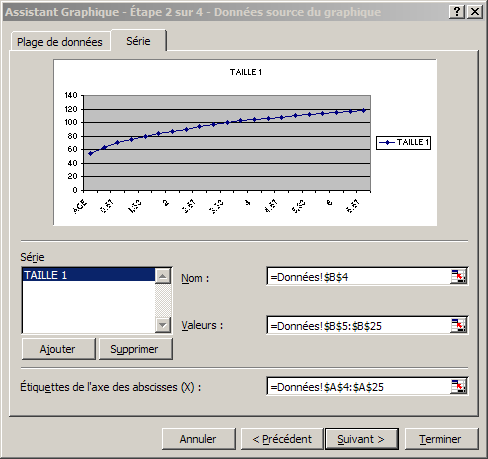 Assistant Graphique - Étape 2 sur 4 - Données source du graphique
Plage de données
Série
TAILLE 1
140
120
100
80
60
40
20
0
AGE 0.67 1.33 2 2.67 3.33 4 4.67 5.33 6 6.67
TAILLE 1
Série
TAILLE 1
Nom :
=Données!$B$4
Valeurs :
=Données!$B$5:$B$25
Ajouter
Supprimer
Étiquettes de l'axe des abscisses (X) :
=Données!$A$4:$A$25
Annuler
< Précédent
Suivant >
Terminer